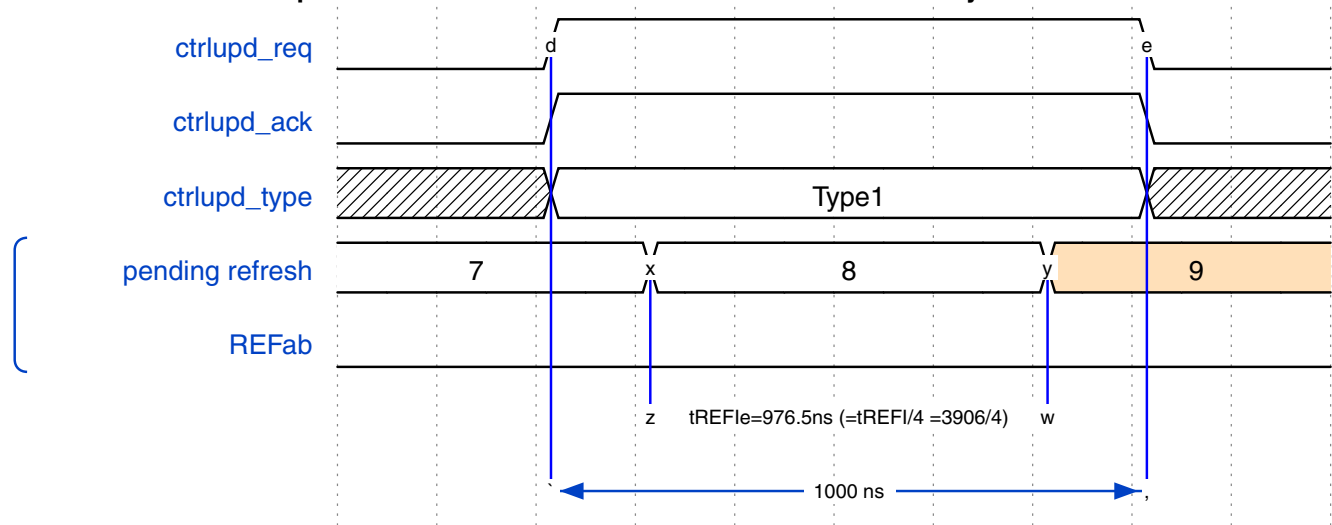 ctrlupd_req d e
ctrlupd_ack
ctrlupd_type Type1
pending refresh 7 x 8 y 9
REFab
z tREFIe=976.5ns (=tREFI/4 =3906/4) w
` 1000 ns ,